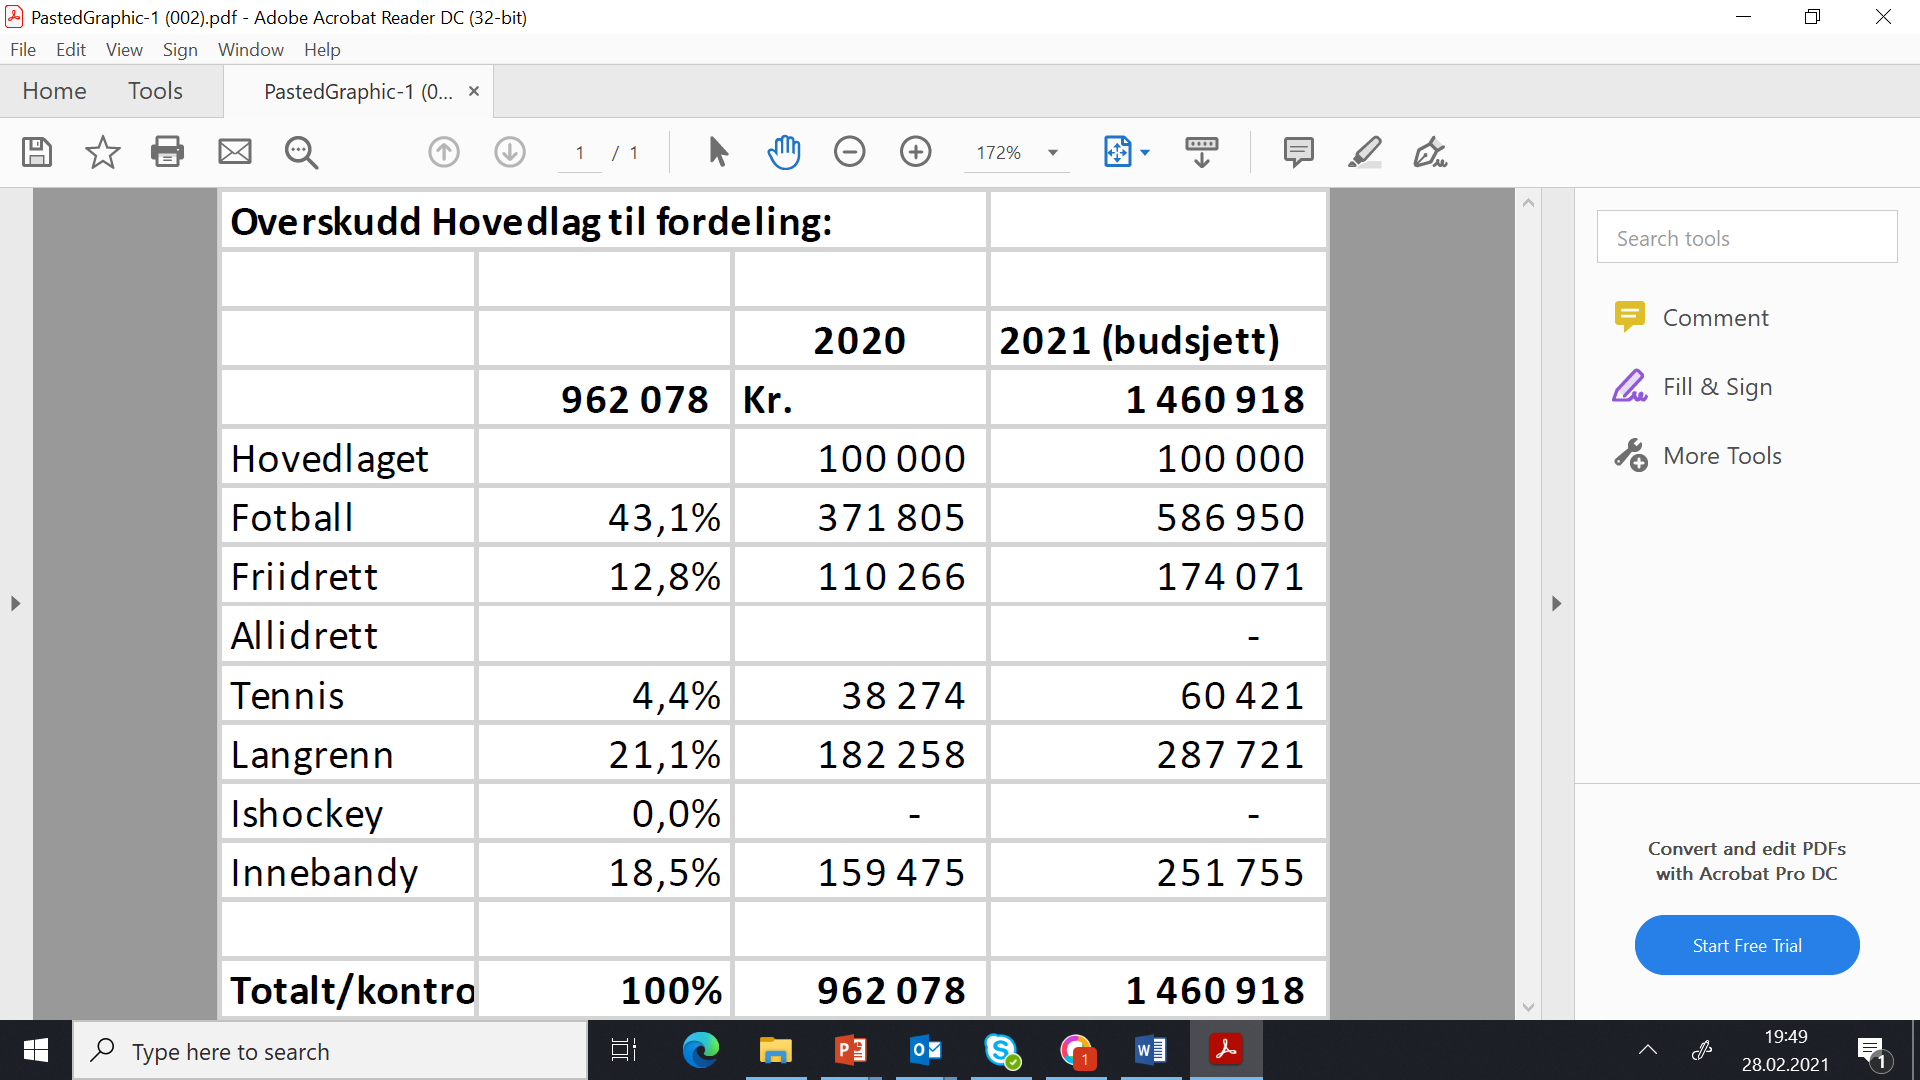 PastedGraphic-1 (002).pdf - Adobe Acrobat Reader DC (32-bit)
File Edit View Sign Window Help
Home Tools PastedGraphic-1 (0... ×
1 / 1 172%
Overskudd Hovedlag til fordeling:
2020 2021 (budsjett)
962 078 Kr. 1 460 918
Hovedlaget 100 000 100 000
Fotball 43,1% 371 805 586 950
Friidrett 12,8% 110 266 174 071
Allidrett -
Tennis 4,4% 38 274 60 421
Langrenn 21,1% 182 258 287 721
Ishockey 0,0% - -
Innebandy 18,5% 159 475 251 755
Totalt/kontro 100% 962 078 1 460 918
Search tools
Comment
Fill & Sign
More Tools
Convert and edit PDFs
with Acrobat Pro DC
Start Free Trial
Type here to search
1
19:49
28.02.2021
1